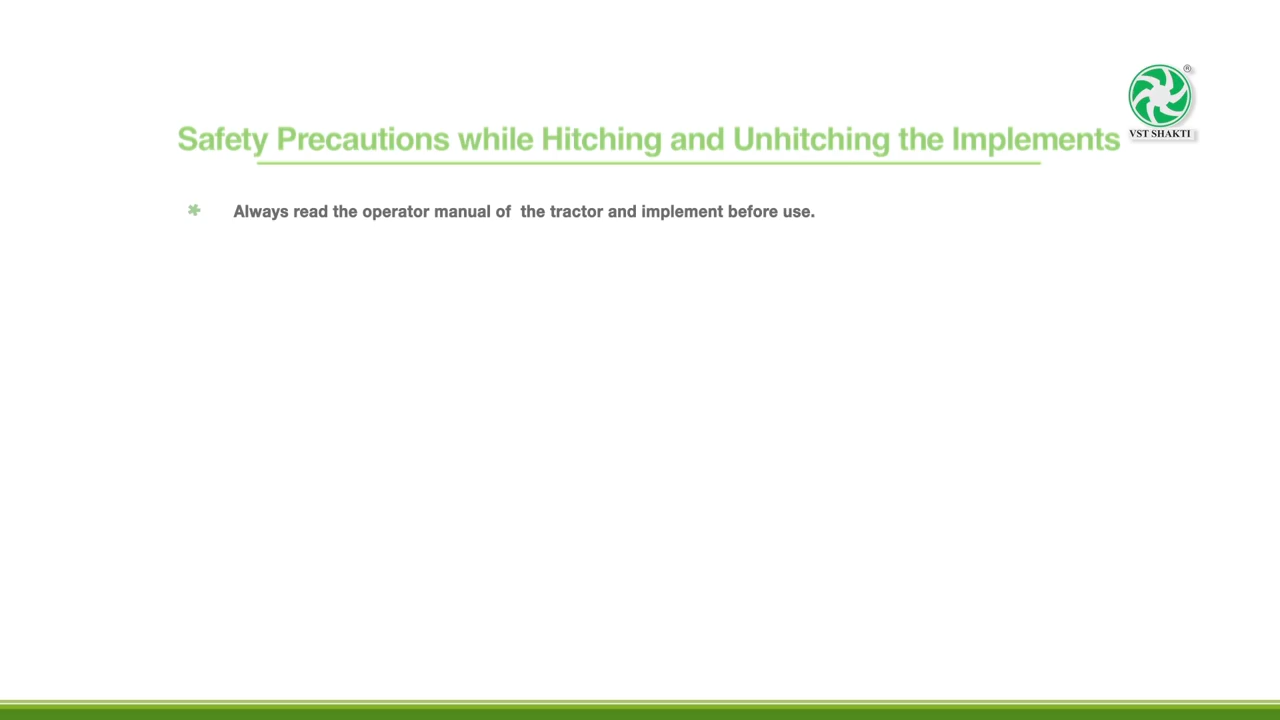 ®
VST SHAKTI
Safety Precautions while Hitching and Unhitching the Implements
* Always read the operator manual of  the tractor and implement before use.